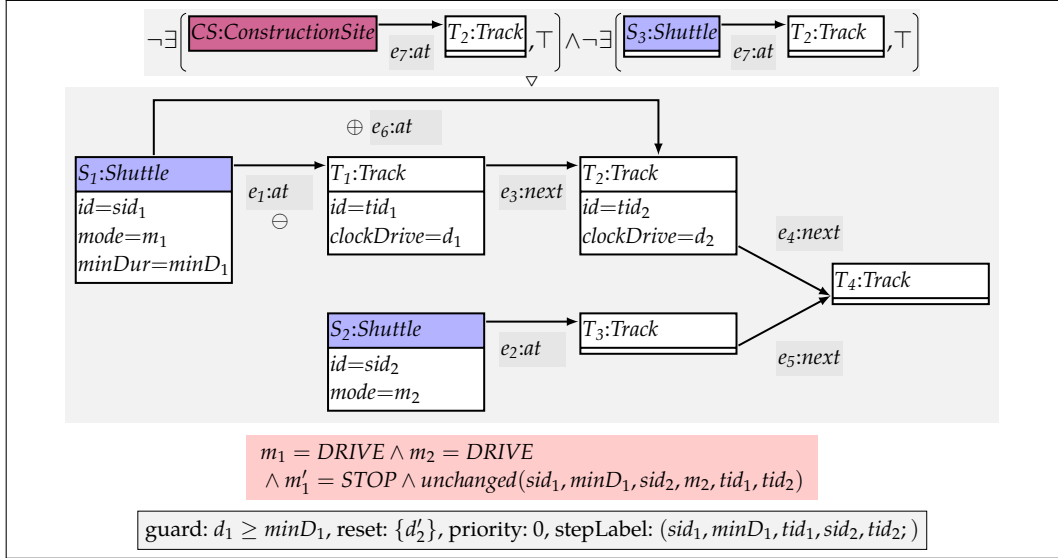 ¬∃(CS:ConstructionSite e₇:at T₂:Track ,⊤) ∧ ¬∃(S₃:Shuttle e₇:at T₂:Track ,⊤)
▽
⊕ e₆:at
S₁:Shuttle
id=sid₁
mode=m₁
minDur=minD₁
e₁:at
⊖
T₁:Track
id=tid₁
clockDrive=d₁
e₃:next
T₂:Track
id=tid₂
clockDrive=d₂
e₄:next
T₄:Track
S₂:Shuttle
id=sid₂
mode=m₂
e₂:at
T₃:Track
e₅:next
m₁ = DRIVE ∧ m₂ = DRIVE
∧ m′₁ = STOP ∧ unchanged(sid₁, minD₁, sid₂, m₂, tid₁, tid₂)
guard: d₁ ≥ minD₁, reset: {d′₂}, priority: 0, stepLabel: (sid₁, minD₁, tid₁, sid₂, tid₂; )